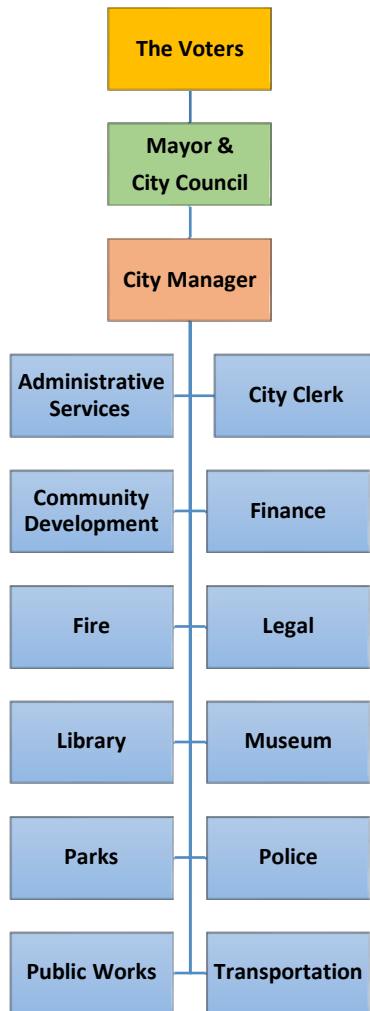 The Voters
Mayor &
City Council
City Manager
Administrative
Services
City Clerk
Community
Development
Finance
Fire
Legal
Library
Museum
Parks
Police
Public Works
Transportation